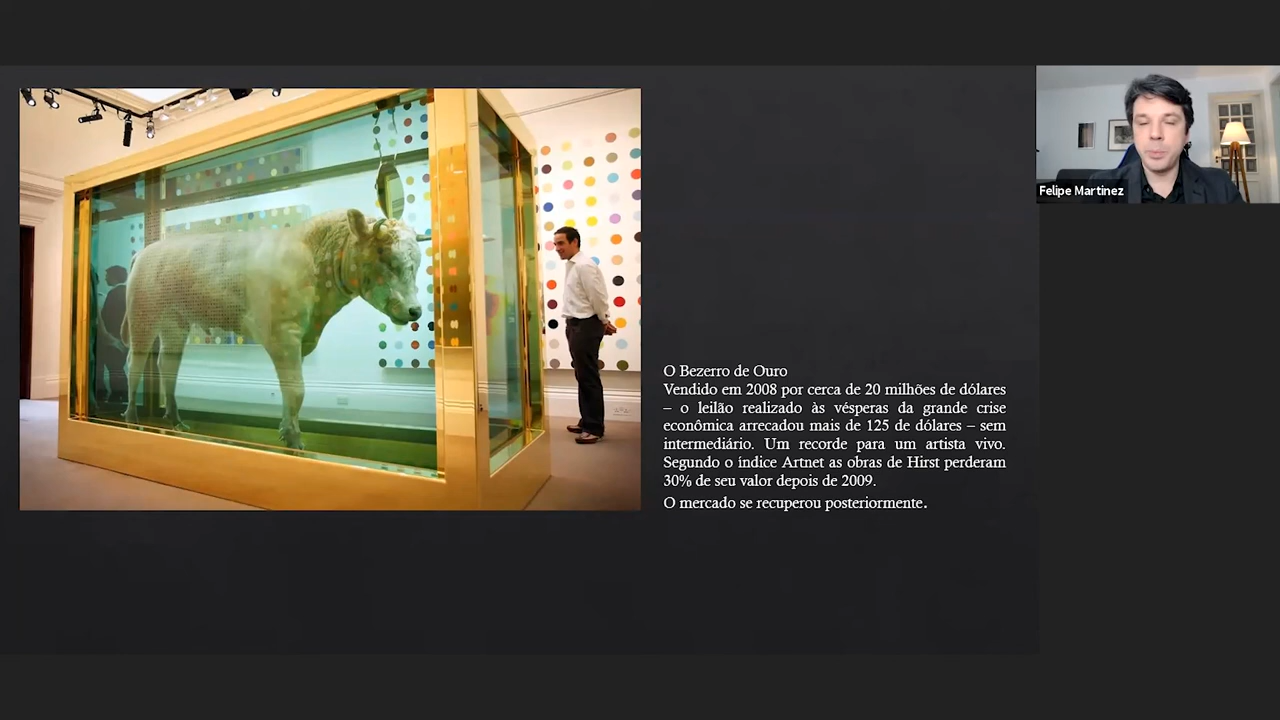 Felipe Martinez
O Bezerro de Ouro
Vendido em 2008 por cerca de 20 milhões de dólares
– o leilão realizado às vésperas da grande crise
econômica arrecadou mais de 125 de dólares – sem
intermediário. Um recorde para um artista vivo.
Segundo o índice Artnet as obras de Hirst perderam
30% de seu valor depois de 2009.
O mercado se recuperou posteriormente.